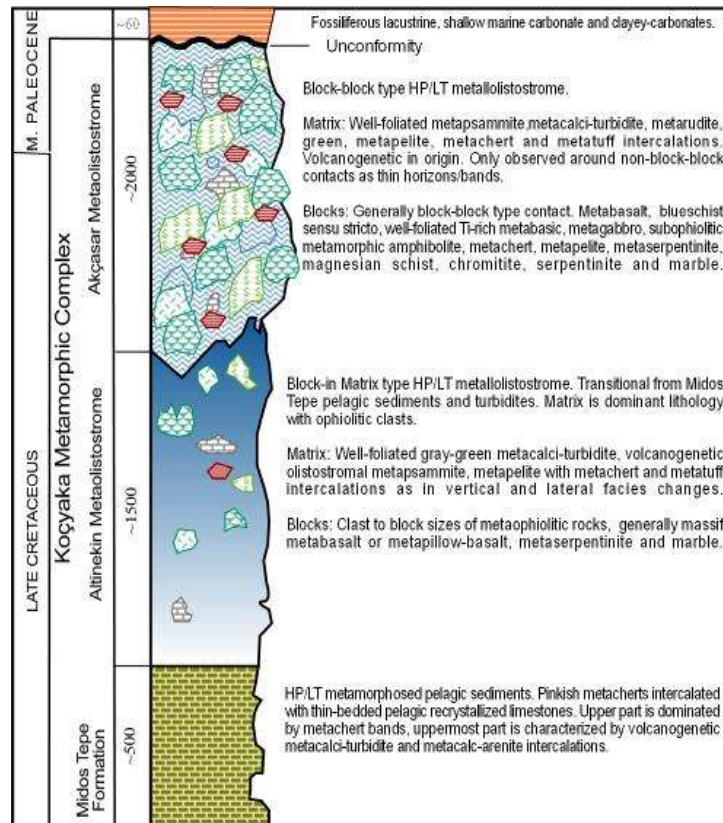 M. PALEOCENE
LATE CRETACEOUS
Koçyaka Metamorphic Complex
Akçasar Metaolistostrome
Altinekin Metaolistostrome
Midos Tepe
Formation
~60
~2000
~1500
~500
Fossiliferous lacustrine, shallow marine carbonate and clayey-carbonates.
Unconformity
Block-block type HP/LT metallolistostrome.
Matrix: Well-foliated metapsammite,metacalci-turbidite, metarudite,
green, metapelite, metachert and metatuff intercalations.
Volcanogenetic in origin. Only observed around non-block-block
contacts as thin horizons/bands.
Blocks: Generally block-block type contact. Metabasalt, blueschist
sensu stricto, well-foliated Ti-rich metabasic, metagabbro, subophiolitic
metamorphic amphibolite, metachert, metapelite, metaserpentinite,
magnesian schist, chromitite, serpentinite and marble.
Block-in Matrix type HP/LT metallolistostrome. Transitional from Midos
Tepe pelagic sediments and turbidites. Matrix is dominant lithology
with ophiolitic clasts.
Matrix: Well-foliated gray-green metacalci-turbidite, volcanogenetic
olistostromal metapsammite, metapelite with metachert and metatuff
intercalations as in vertical and lateral facies changes.
Blocks: Clast to block sizes of metaophiolitic rocks, generally massif
metabasalt or metapillow-basalt, metaserpentinite and marble.
HP/LT metamorphosed pelagic sediments. Pinkish metacherts intercalated
with thin-bedded pelagic recrystallized limestones. Upper part is dominated
by metachert bands, uppermost part is characterized by volcanogenetic
metacalci-turbidite and metacalc-arenite intercalations.